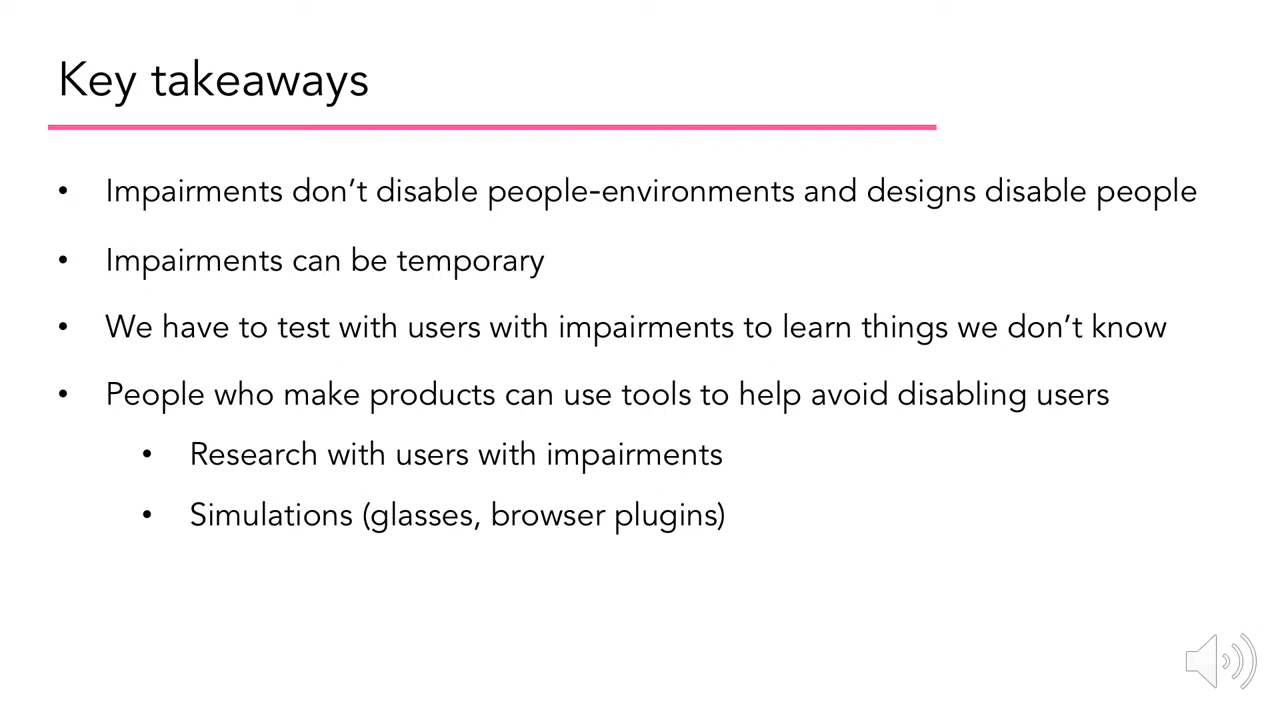 Key takeaways
• Impairments don’t disable people-environments and designs disable people
• Impairments can be temporary
• We have to test with users with impairments to learn things we don’t know
• People who make products can use tools to help avoid disabling users
• Research with users with impairments
• Simulations (glasses, browser plugins)